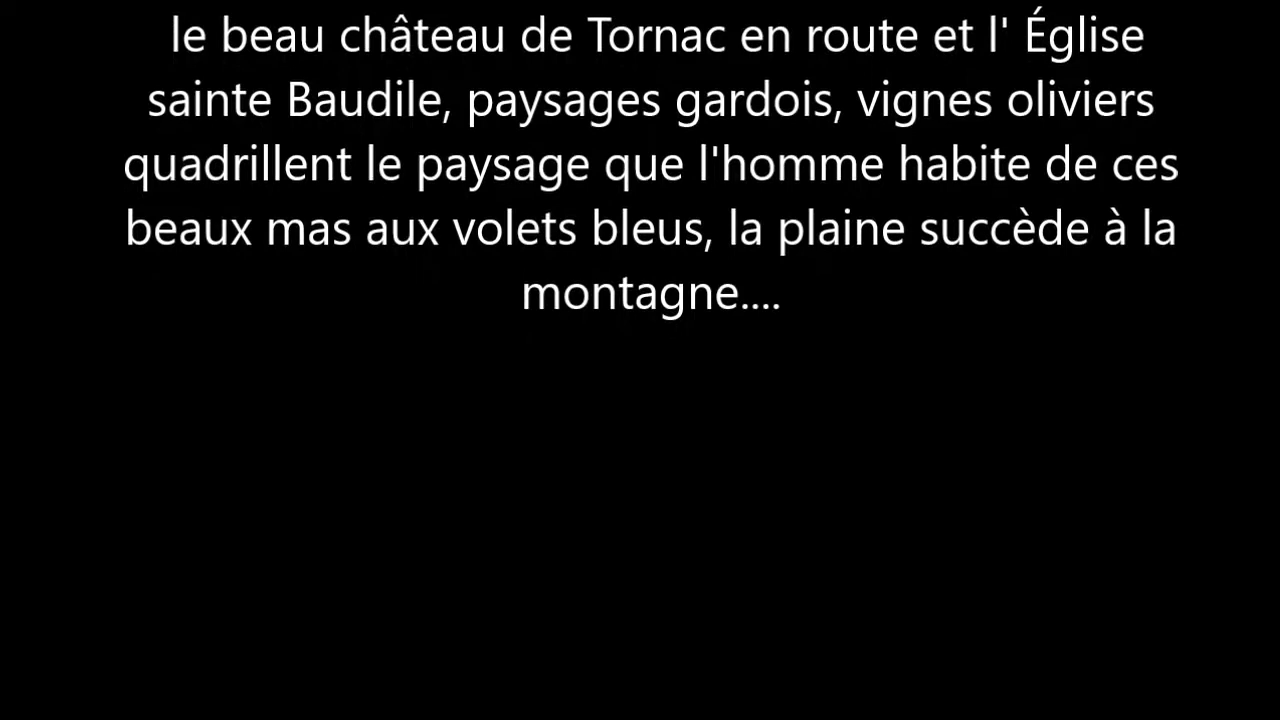 le beau château de Tornac en route et l' Église
sainte Baudile, paysages gardois, vignes oliviers
quadrillent le paysage que l'homme habite de ces
beaux mas aux volets bleus, la plaine succède à la
montagne....